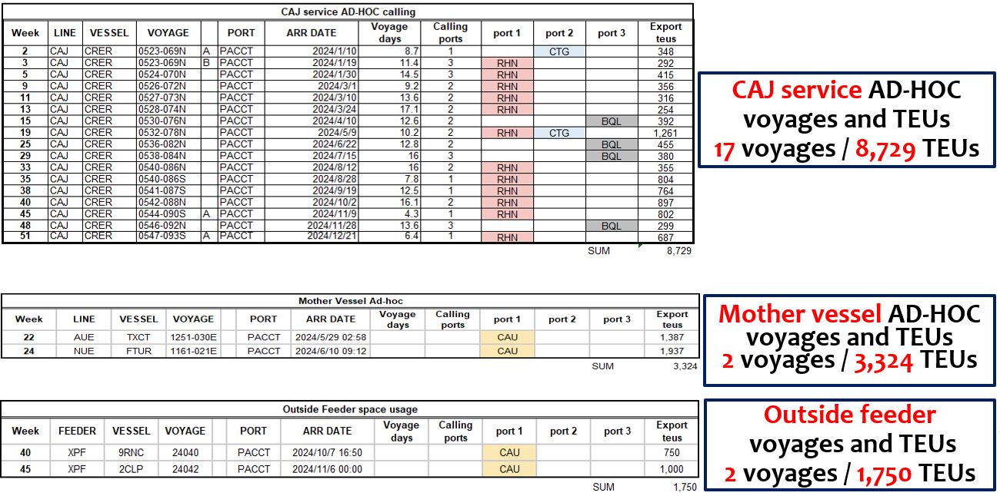 CAJ service AD-HOC calling
Week LINE VESSEL VOYAGE PORT ARR DATE Voyage days Calling ports port 1 port 2 port 3 Export teus
2 CAJ CRER 0523-069N A PACCT 2024/1/10 8.7 1 CTG 348
3 CAJ CRER 0523-069N B PACCT 2024/1/19 11.4 3 RHN 292
5 CAJ CRER 0524-070N PACCT 2024/1/30 14.5 3 RHN 415
9 CAJ CRER 0526-072N PACCT 2024/3/1 9.2 2 RHN 356
11 CAJ CRER 0527-073N PACCT 2024/3/10 13.6 2 RHN 316
13 CAJ CRER 0528-074N PACCT 2024/3/24 17.1 2 RHN 254
15 CAJ CRER 0530-076N PACCT 2024/4/10 12.6 2 BQL 392
19 CAJ CRER 0532-078N PACCT 2024/5/9 10.2 2 RHN CTG 1,261
25 CAJ CRER 0536-082N PACCT 2024/6/22 12.8 2 BQL 455
29 CAJ CRER 0538-084N PACCT 2024/7/15 16 3 BQL 380
33 CAJ CRER 0540-086N PACCT 2024/8/12 16 2 RHN 355
35 CAJ CRER 0540-086S PACCT 2024/8/28 7.8 1 RHN 804
38 CAJ CRER 0541-087S PACCT 2024/9/19 12.5 1 RHN 764
40 CAJ CRER 0542-088N PACCT 2024/10/2 16.1 2 RHN 897
45 CAJ CRER 0544-090S A PACCT 2024/11/9 4.3 1 RHN 802
48 CAJ CRER 0546-092N PACCT 2024/11/28 13.6 3 BQL 299
51 CAJ CRER 0547-093S A PACCT 2024/12/21 6.4 1 RHN 687
SUM 8,729
CAJ service AD-HOC
voyages and TEUs
17 voyages / 8,729 TEUs
Mother Vessel Ad-hoc
Week LINE VESSEL VOYAGE PORT ARR DATE Voyage days Calling ports port 1 port 2 port 3 Export teus
22 AUE TXCT 1251-030E PACCT 2024/5/29 02:58 CAU 1,387
24 NUE FTUR 1161-021E PACCT 2024/6/10 09:12 CAU 1,937
SUM 3,324
Mother vessel AD-HOC
voyages and TEUs
2 voyages / 3,324 TEUs
Outside Feeder space usage
Week FEEDER VESSEL VOYAGE PORT ARR DATE Voyage days Calling ports port 1 port 2 port 3 Export teus
40 XPF 9RNC 24040 PACCT 2024/10/7 16:50 CAU 750
45 XPF 2CLP 24042 PACCT 2024/11/6 00:00 CAU 1,000
SUM 1,750
Outside feeder
voyages and TEUs
2 voyages / 1,750 TEUs